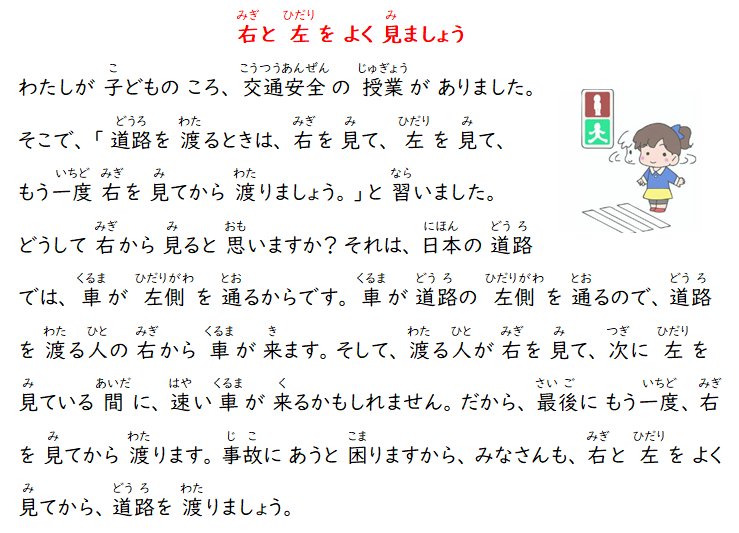 右と 左を よく 見ましょう
わたしが 子どもの ころ、交通安全の 授業が ありました。
そこで、「道路を 渡るときは、右を 見て、左を 見て、
もう一度 右を 見てから 渡りましょう。」と 習いました。
どうして 右から 見ると 思いますか？それは、日本の 道路
では、車が 左側を 通るからです。車が 道路の 左側を 通るので、道路
を 渡る人の 右から 車が 来ます。そして、渡る人が 右を 見て、次に 左を
見ている 間に、速い 車が 来るかもしれません。だから、最後に もう一度、右
を 見てから 渡ります。事故に あうと 困りますから、みなさんも、右と 左を よく
見てから、道路を 渡りましょう。